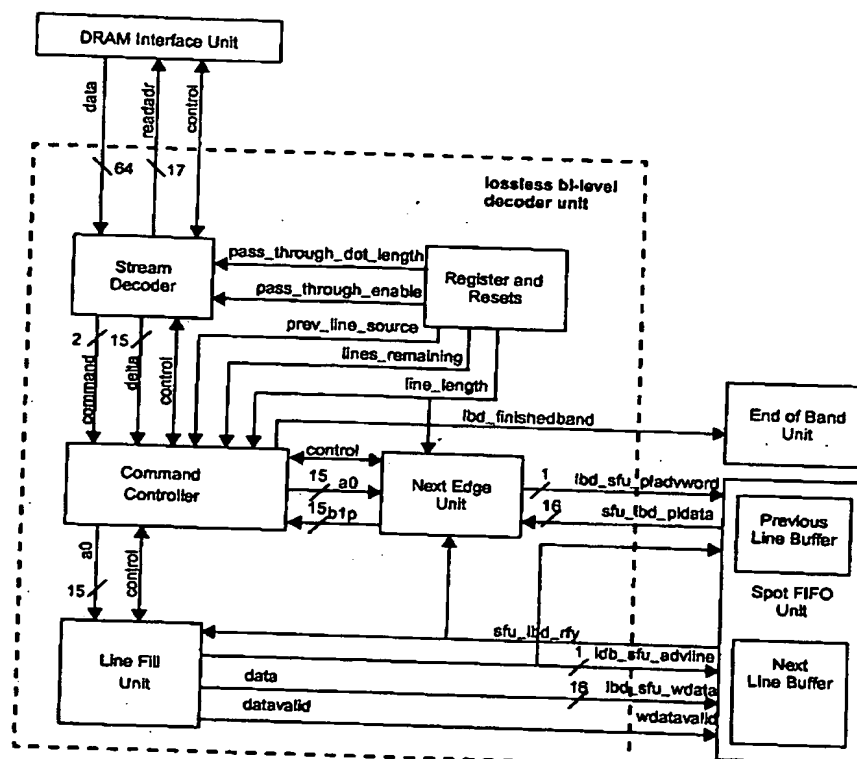 DRAM Interface Unit
data
readadr
control
64
17
lossless bi-level
decoder unit
Stream
Decoder
pass_through_dot_length
pass_through_enable
Register and
Resets
prev_line_source
lines_remaining
line_length
2
15
command
delta
control
lbd_finishedband
End of Band
Unit
Command
Controller
control
15
a0
15
b1p
Next Edge
Unit
1
lbd_sfu_pladvword
16
sfu_lbd_pldata
Previous
Line Buffer
Spot FIFO
Unit
a0
15
control
sfu_lbd_rfy
Line Fill
Unit
1
ldb_sfu_advline
data
16
lbd_sfu_wdata
datavalid
wdatavalid
Next
Line Buffer